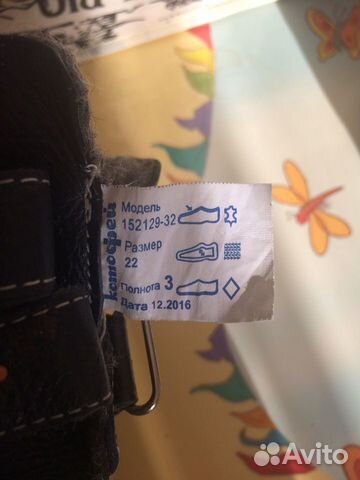 котофей
Модель
152129-32
Размер
22
Полнота 3
Дата 12.2016
Avito